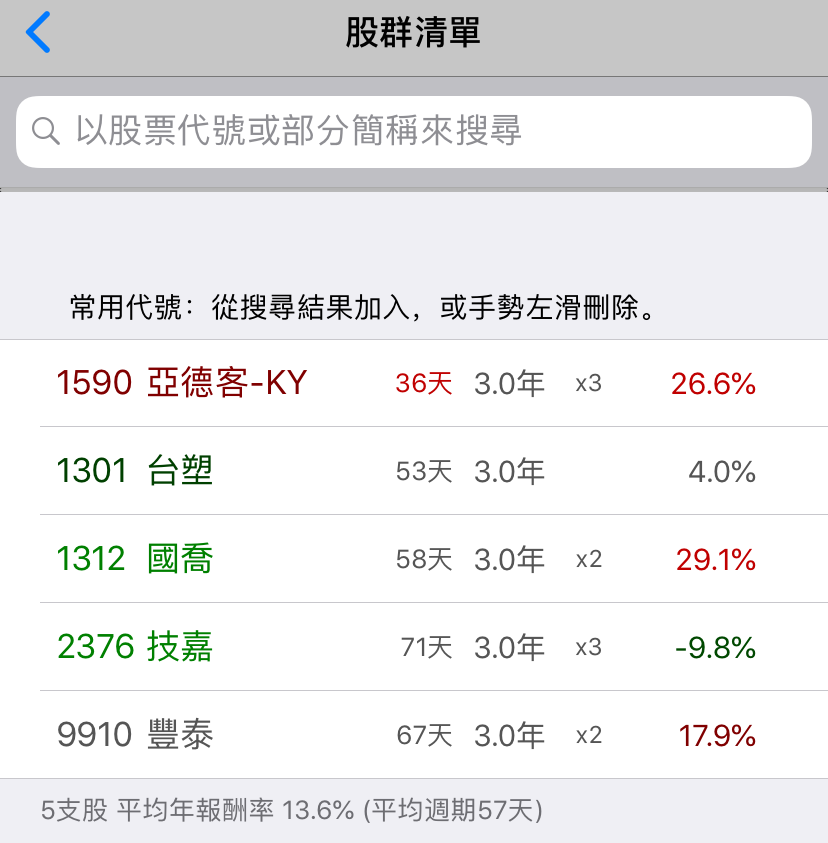 股群清單
以股票代號或部分簡稱來搜尋
常用代號：從搜尋結果加入，或手勢左滑刪除。
1590 亞德客-KY 36天 3.0年 x3 26.6%
1301 台塑 53天 3.0年 4.0%
1312 國喬 58天 3.0年 x2 29.1%
2376 技嘉 71天 3.0年 x3 -9.8%
9910 豐泰 67天 3.0年 x2 17.9%
5支股 平均年報酬率 13.6% (平均週期57天)